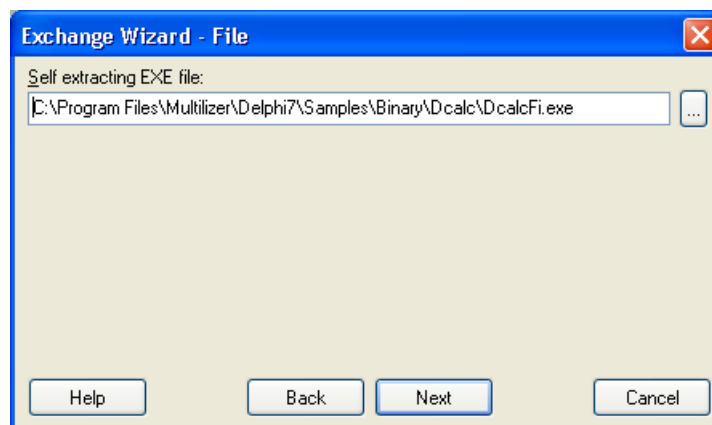 Exchange Wizard - File
Self extracting EXE file:
C:\Program Files\Multilizer\Delphi7\Samples\Binary\Dcalc\DcalcFi.exe
...
Help Back Next Cancel